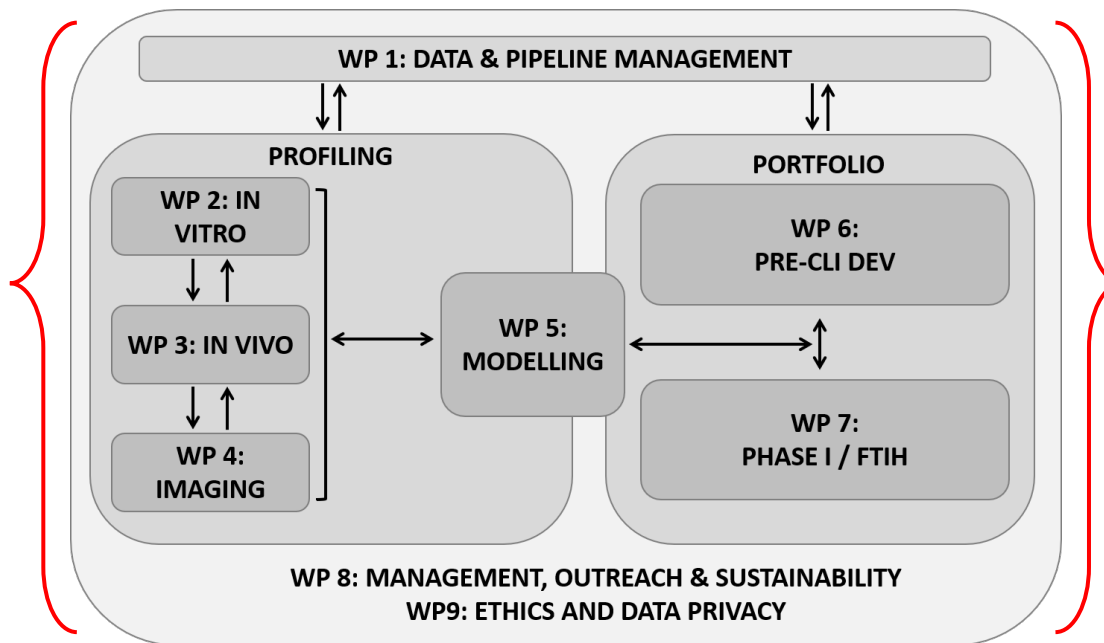 WP 1: DATA & PIPELINE MANAGEMENT
PROFILING
WP 2: IN
VITRO
WP 3: IN VIVO
WP 4:
IMAGING
WP 5:
MODELLING
PORTFOLIO
WP 6:
PRE-CLI DEV
WP 7:
PHASE I / FTIH
WP 8: MANAGEMENT, OUTREACH & SUSTAINABILITY
WP9: ETHICS AND DATA PRIVACY